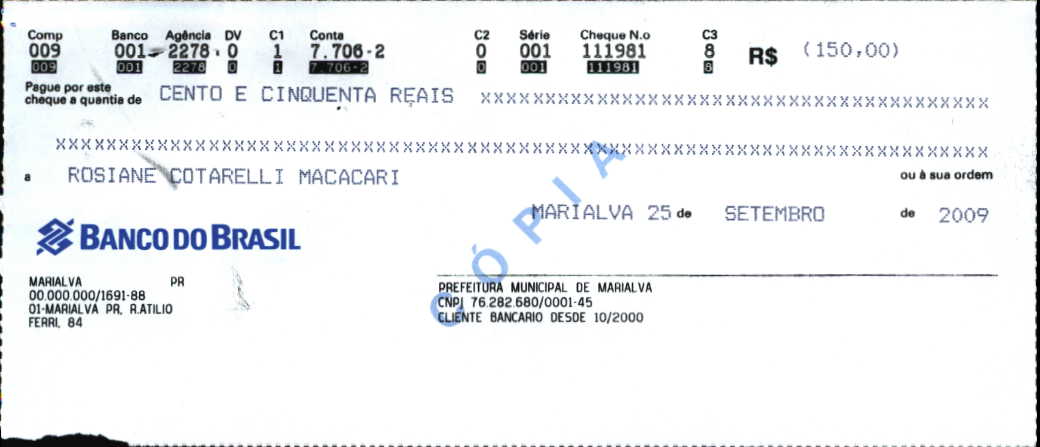 Comp Banco Agência DV C1 Conta C2 Série Cheque N.o C3
009 001 2278 0 1 7.706-2 0 001 111981 8 R$ (150,00)
009 001 2278 0 1 7.706-2 0 001 111981 8
Pague por este
cheque a quantia de CENTO E CINQUENTA REAIS XXXXXXXXXXXXXXXXXXXXXXXXXXXXXXXXXXXXXXXXXXX
XXXXXXXXXXXXXXXXXXXXXXXXXXXXXXXXXXXXXXXXXXXXXXXXXXXXXXXXXXXXXXXXXXXXXXXXXXXXXXX
a ROSIANE COTARELLI MACACARI ou à sua ordem
MARIALVA 25 de SETEMBRO de 2009
CÓPIA
BANCO DO BRASIL
MARIALVA PR
00.000.000/1691-88
01-MARIALVA PR, R.ATILIO
FERRI, 84
PREFEITURA MUNICIPAL DE MARIALVA
CNPJ 76.282.680/0001-45
CLIENTE BANCARIO DESDE 10/2000